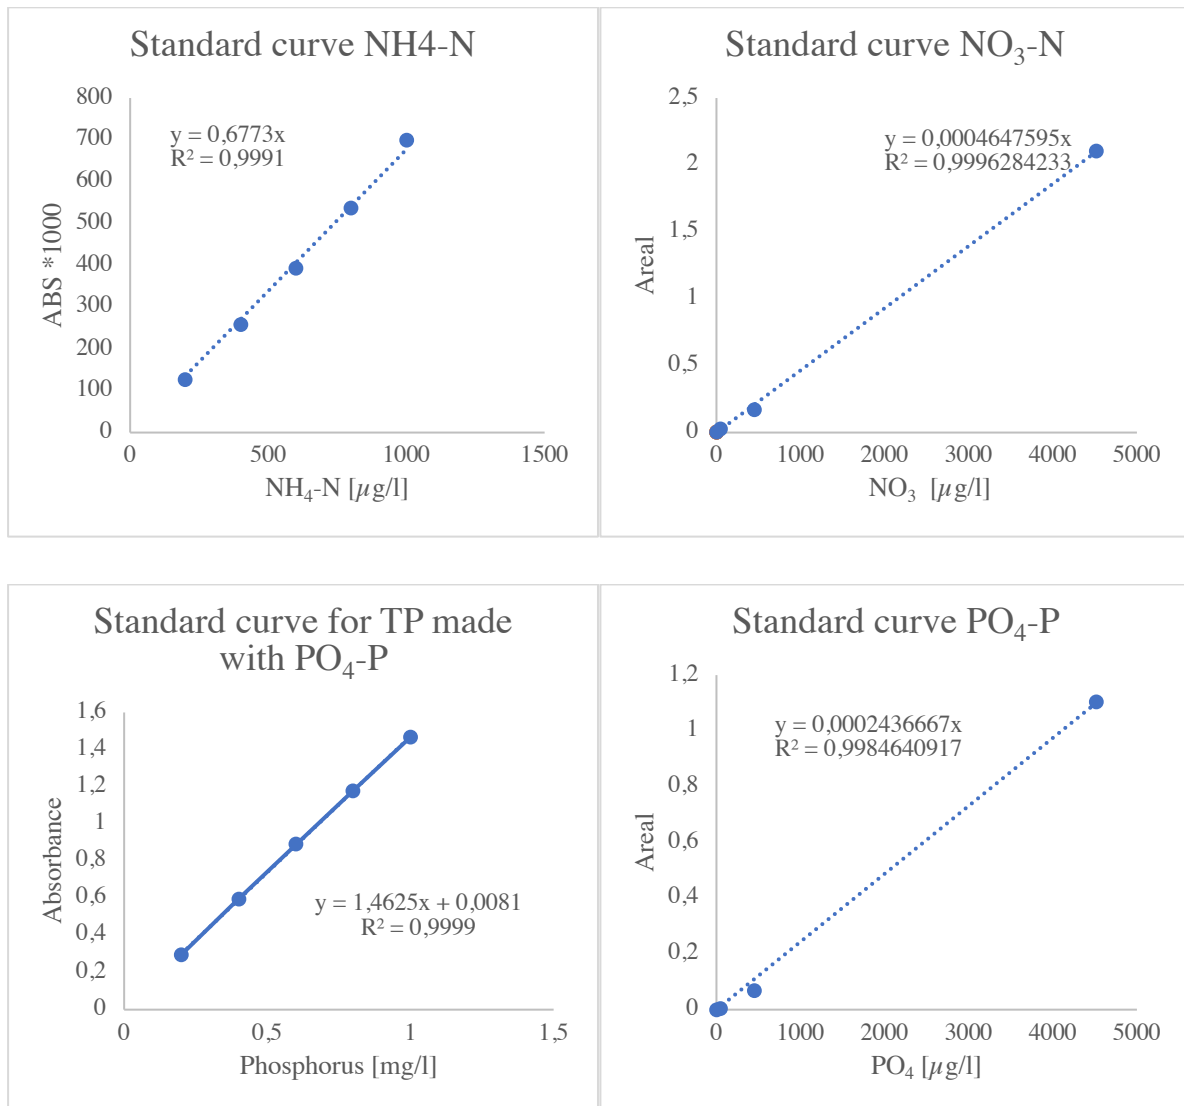 Standard curve NH4-N
800
700
600
500
400
300
200
100
0
ABS *1000
y = 0,6773x
R² = 0,9991
0 500 1000 1500
NH₄-N [µg/l]
Standard curve NO₃-N
2,5
2
1,5
1
0,5
0
Areal
y = 0,0004647595x
R² = 0,9996284233
0 1000 2000 3000 4000 5000
NO₃ [µg/l]
Standard curve for TP made
with PO₄-P
1,6
1,4
1,2
1
0,8
0,6
0,4
0,2
0
Absorbance
y = 1,4625x + 0,0081
R² = 0,9999
0 0,5 1 1,5
Phosphorus [mg/l]
Standard curve PO₄-P
1,2
1
0,8
0,6
0,4
0,2
0
Areal
y = 0,0002436667x
R² = 0,9984640917
0 1000 2000 3000 4000 5000
PO₄ [µg/l]